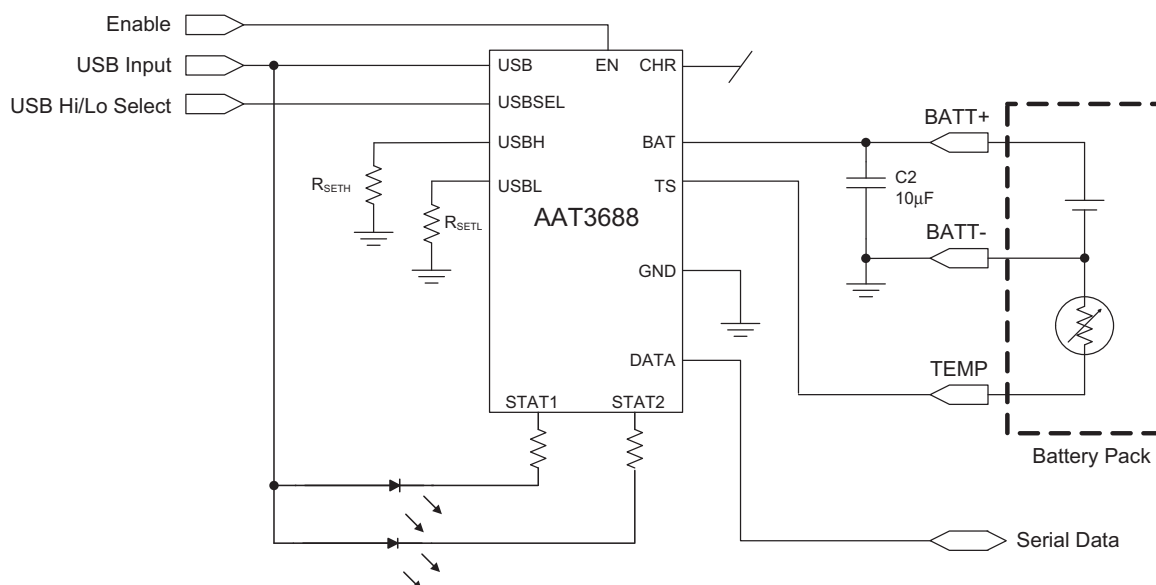 Enable
USB Input
USB Hi/Lo Select
USB
EN
CHR
USBSEL
USBH
BAT
USBL
TS
RSETH
RSETL
AAT3688
GND
DATA
STAT1
STAT2
C2
10µF
BATT+
BATT-
TEMP
Battery Pack
Serial Data